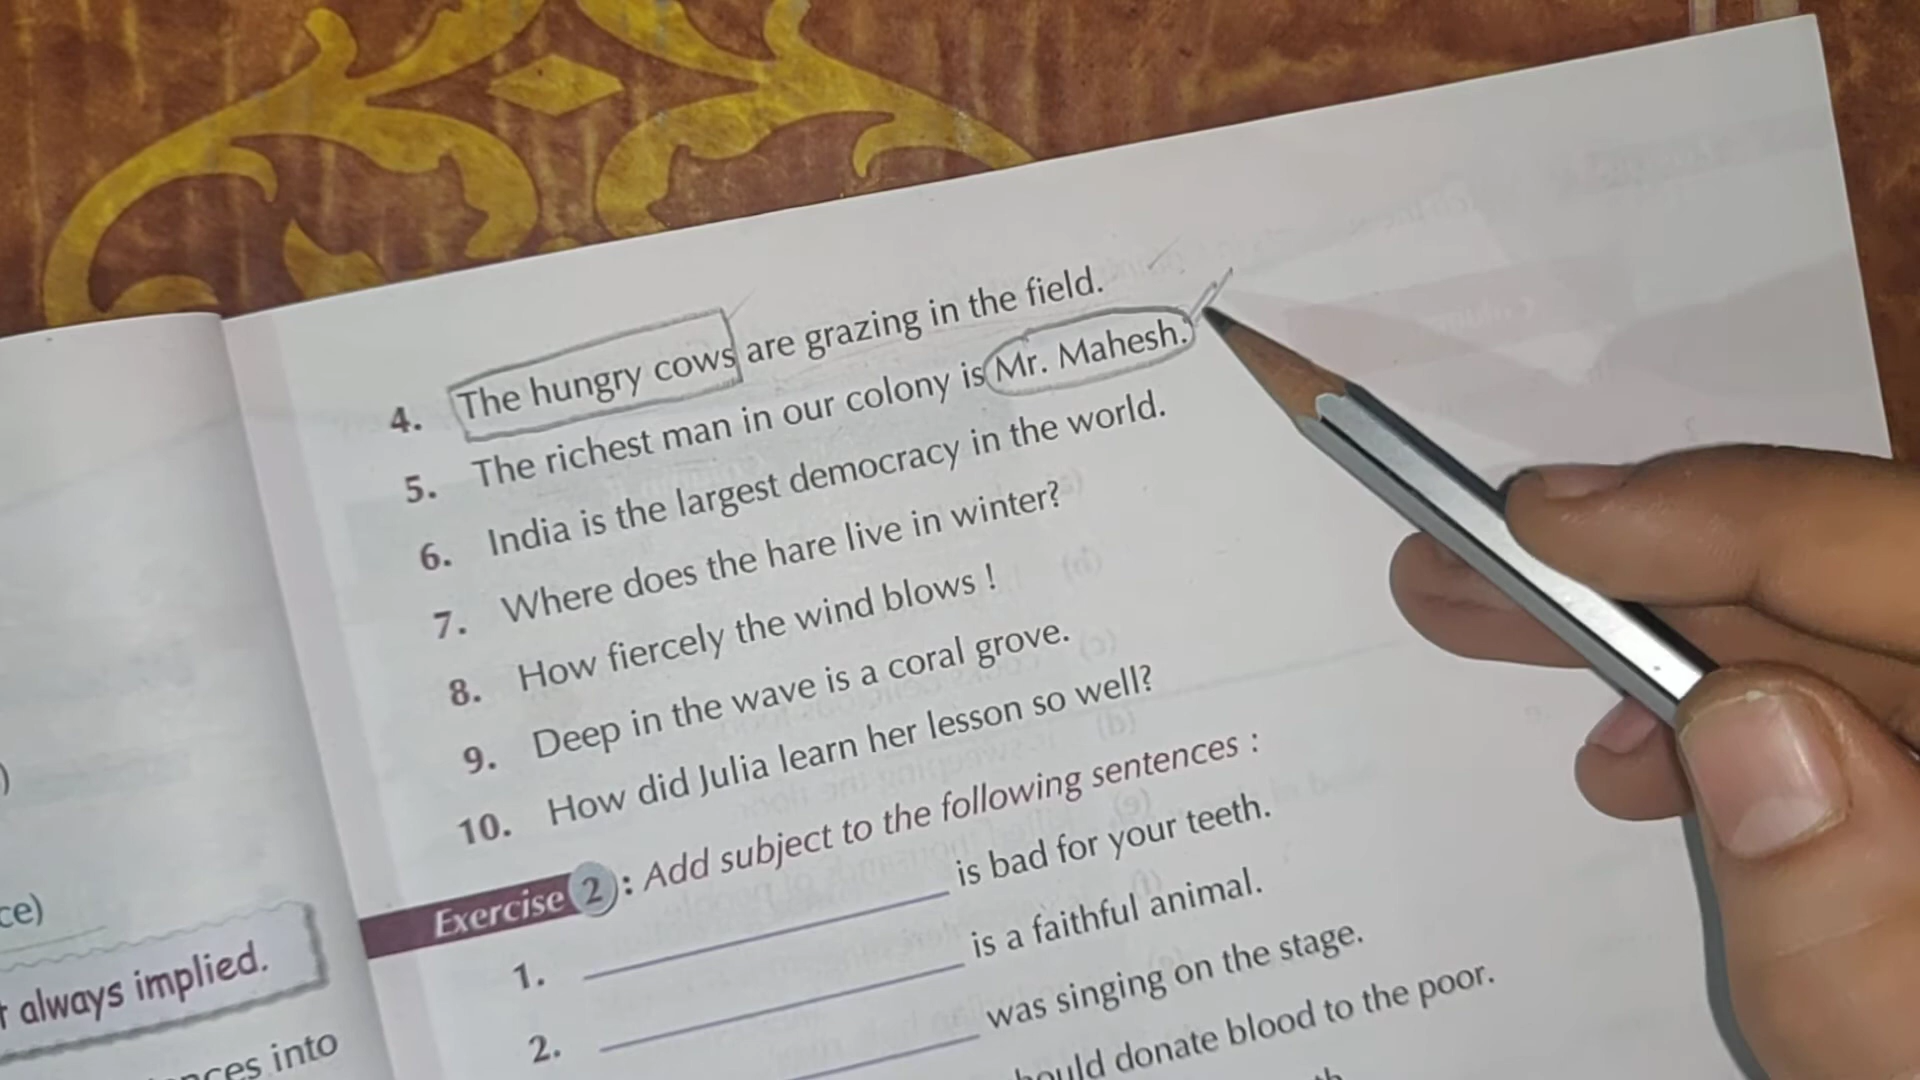 4. The hungry cows are grazing in the field.
5. The richest man in our colony is Mr. Mahesh.
6. India is the largest democracy in the world.
7. Where does the hare live in winter?
8. How fiercely the wind blows !
9. Deep in the wave is a coral grove.
10. How did Julia learn her lesson so well?
Exercise 2 : Add subject to the following sentences :
1. ____ is bad for your teeth.
2. ____ is a faithful animal.
____ was singing on the stage.
donate blood to the poor.
ce)
always implied.
into